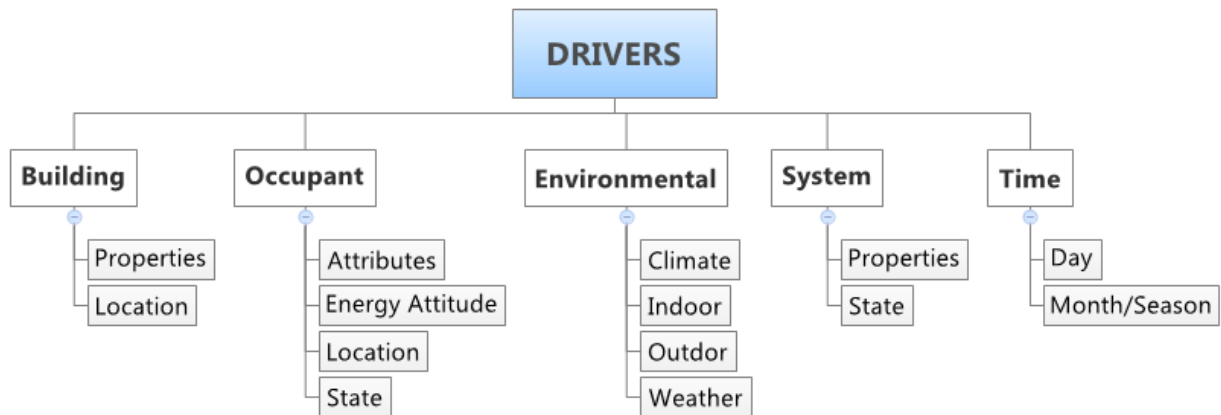 DRIVERS
Building
Properties
Location
Occupant
Attributes
Energy Attitude
Location
State
Environmental
Climate
Indoor
Outdor
Weather
System
Properties
State
Time
Day
Month/Season